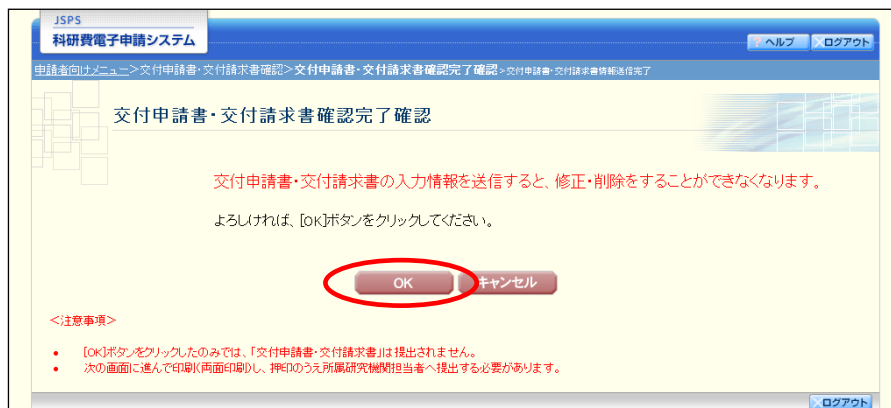 JSPS
科研費電子申請システム
ヘルプ
ログアウト
申請者向けメニュー>交付申請書・交付請求書確認>交付申請書・交付請求書確認完了確認>交付申請書・交付請求書情報送信完了
交付申請書・交付請求書確認完了確認
交付申請書・交付請求書の入力情報を送信すると、修正・削除をすることができなくなります。
よろしければ、[OK]ボタンをクリックしてください。
OK
キャンセル
<注意事項>
• [OK]ボタンをクリックしたのみでは、「交付申請書・交付請求書」は提出されません。
• 次の画面に進んで印刷(両面印刷)し、押印のうえ所属研究機関担当者へ提出する必要があります。
ログアウト